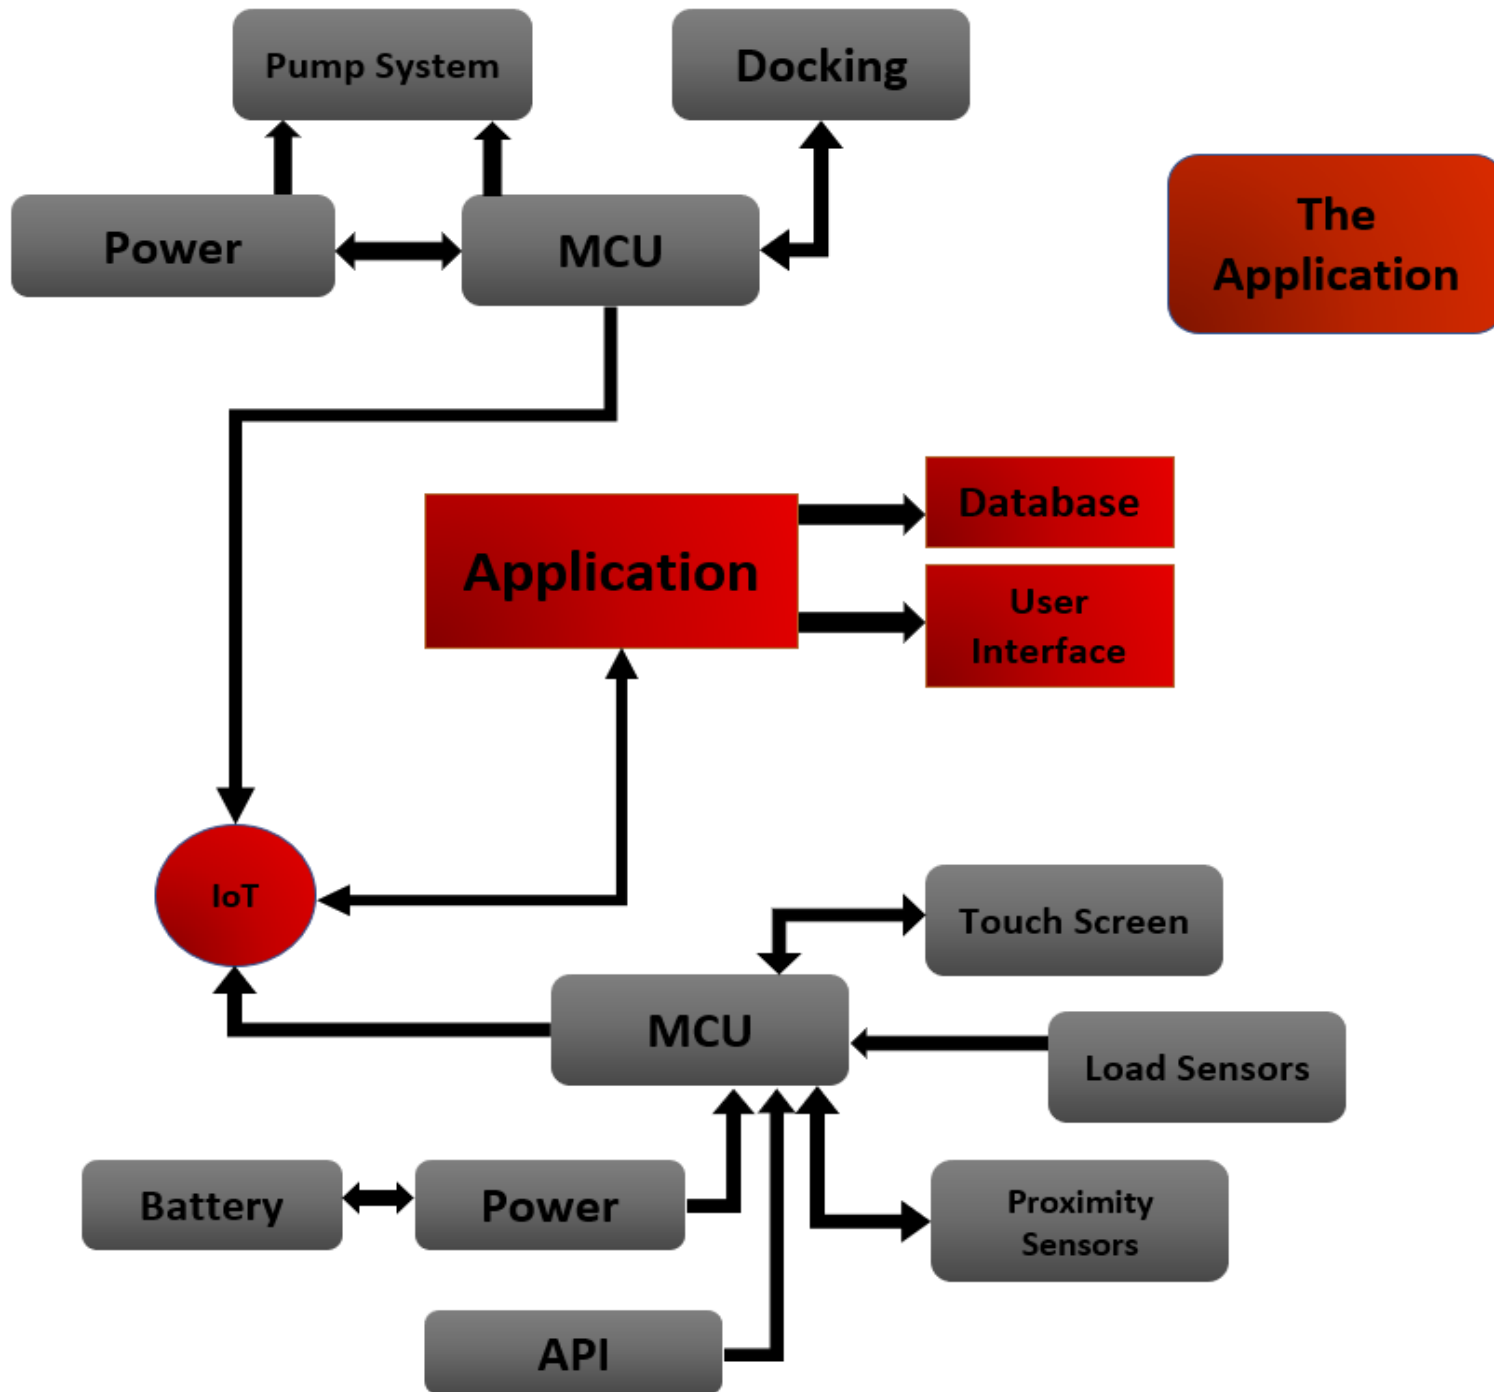 Pump System
Docking
Power
MCU
The
Application
Application
Database
User
Interface
IoT
Touch Screen
MCU
Load Sensors
Battery
Power
Proximity
Sensors
API